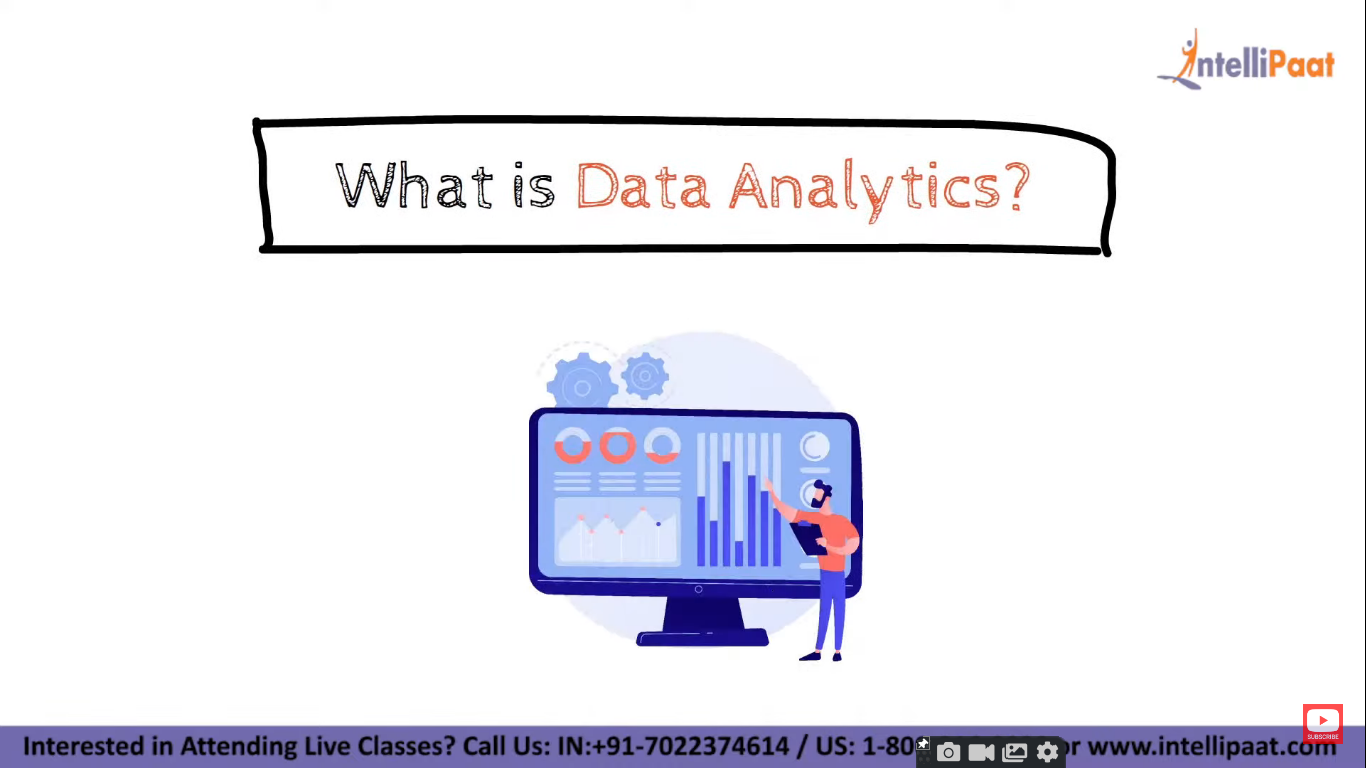 IntelliPaat
What is Data Analytics?
Interested in Attending Live Classes? Call Us: IN:+91-7022374614 / US: 1-80 or www.intellipaat.com
SUBSCRIBE